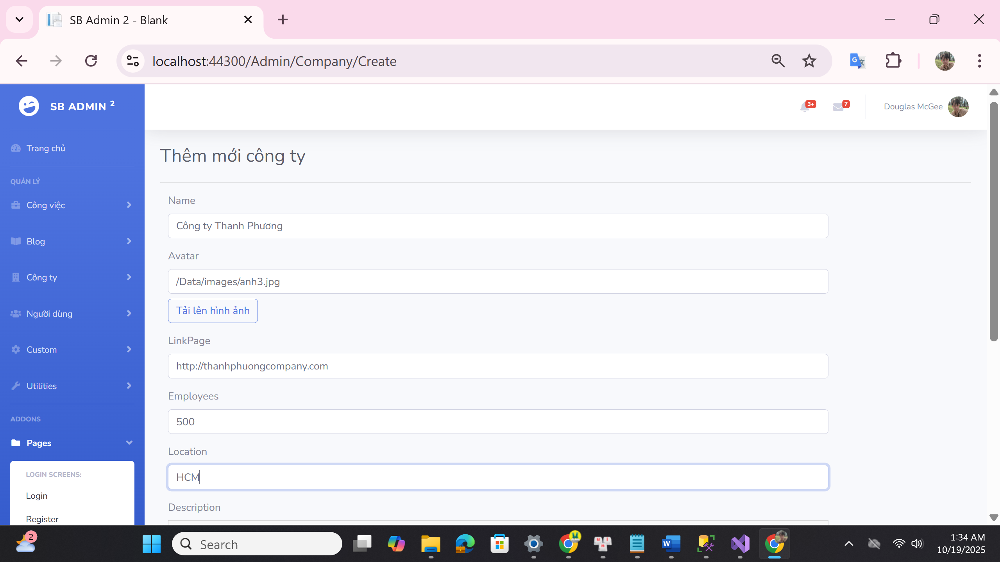 SB Admin 2 - Blank
localhost:44300/Admin/Company/Create
SB ADMIN 2
3+
7
Douglas McGee
Trang chủ
QUẢN LÝ
Công việc
Blog
Công ty
Người dùng
Custom
Utilities
ADDONS
Pages
LOGIN SCREENS:
Login
Register
Thêm mới công ty
Name
Công ty Thanh Phương
Avatar
/Data/images/anh3.jpg
Tải lên hình ảnh
LinkPage
http://thanhphuongcompany.com
Employees
500
Location
HCM
Description
2
Search
1:34 AM
10/19/2025